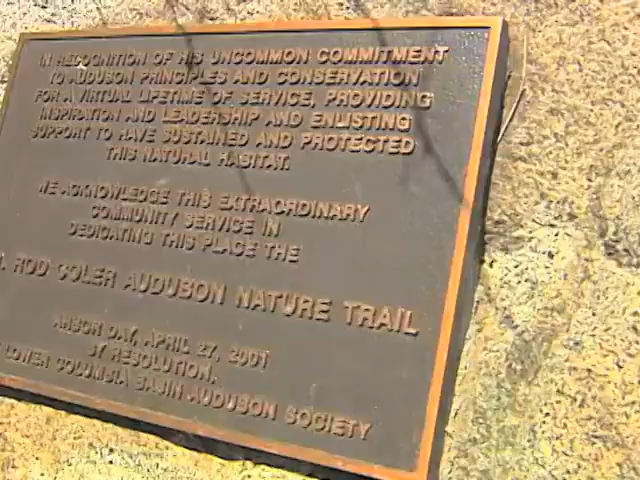 IN RECOGNITION OF HIS UNCOMMON COMMITMENT
TO AUDUBON PRINCIPLES AND CONSERVATION
FOR A VIRTUAL LIFETIME OF SERVICE, PROVIDING
INSPIRATION AND LEADERSHIP AND ENLISTING
SUPPORT TO HAVE SUSTAINED AND PROTECTED
THIS NATURAL HABITAT.
WE ACKNOWLEDGE THIS EXTRAORDINARY
COMMUNITY SERVICE IN
DEDICATING THIS PLACE THE
ROD COLER AUDUBON NATURE TRAIL
ARBOR DAY, APRIL 27, 2001
BY RESOLUTION,
LOWER COLUMBIA BASIN AUDUBON SOCIETY